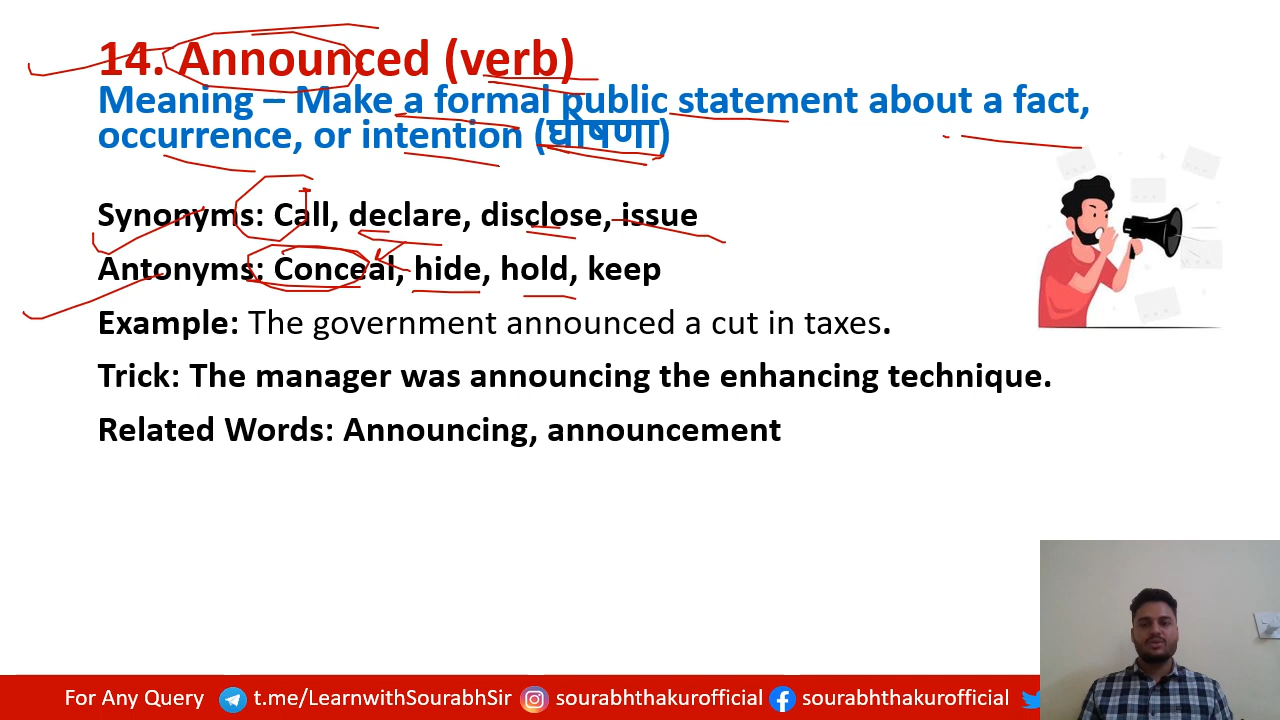 14. Announced (verb)
Meaning – Make a formal public statement about a fact,
occurrence, or intention (घोषणा)
Synonyms: Call, declare, disclose, issue
Antonyms: Conceal, hide, hold, keep
Example: The government announced a cut in taxes.
Trick: The manager was announcing the enhancing technique.
Related Words: Announcing, announcement
For Any Query t.me/LearnwithSourabhSir sourabhthakurofficial sourabhthakurofficial